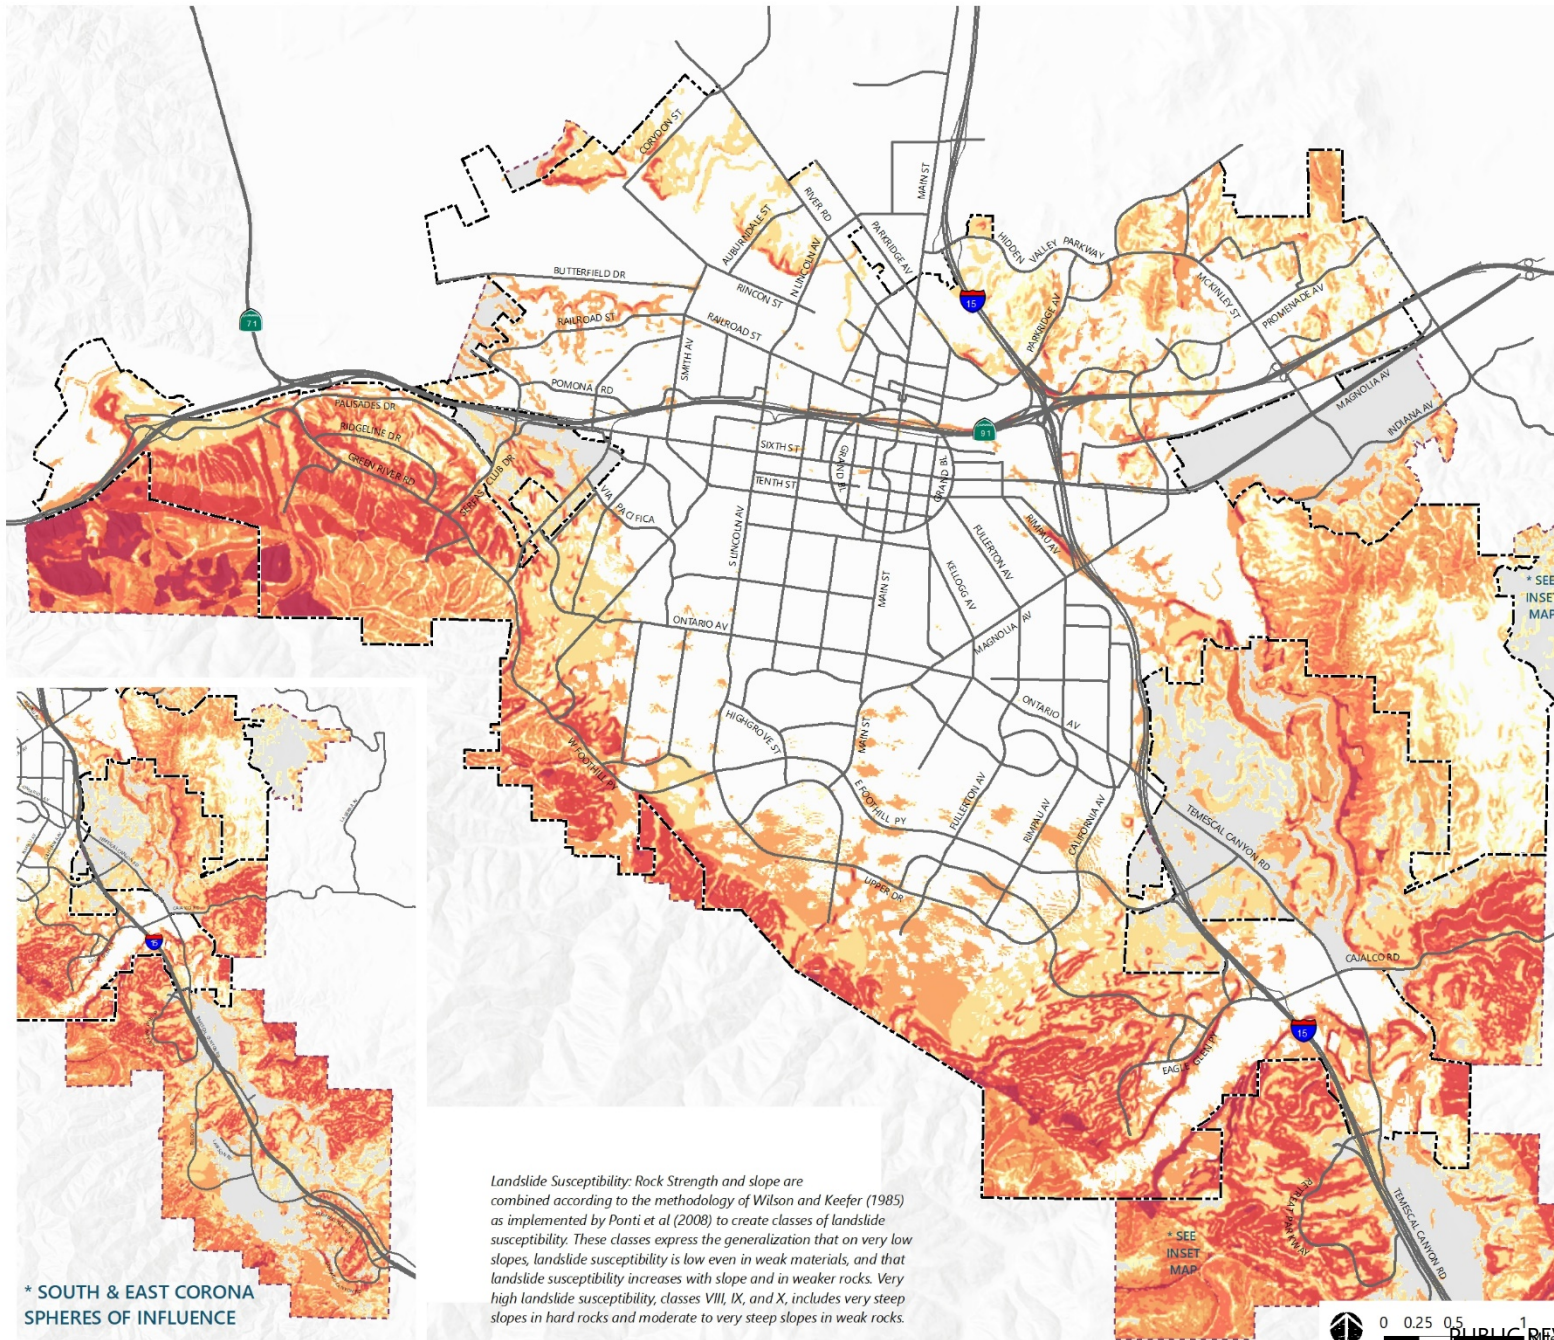 CORYDON ST
AUBURNDALE ST
RIVER RD
MAIN ST
N LINCOLN AV
PARKRIDGE AV
HIDDEN
VALLEY PARKWAY
BUTTERFIELD DR
RINCON ST
MCKINLEY ST
15
PROMENADE AV
71
RAILROAD ST
RAILROAD ST
PARKRIDGE AV
SMITH AV
POMONA RD
MAGNOLIA AV
PALISADES DR
INDIANA AV
RIDGELINE DR
91
SIXTH ST
GRAND BL
GRAND BL
GREEN RIVER RD
SERFAS CLUB DR
TENTH ST
VIA PACIFICA
S LINCOLN AV
RIMPAU AV
FULLERTON AV
KELLOGG AV
MAIN ST
* SEE
INSET
MAP
ONTARIO AV
MAGNOLIA AV
ONTARIO AV
HIGHGROVE ST
MAIN ST
W FOOTHILL PY
E FOOTHILL PY
FULLERTON AV
RIMPAU AV
CALIFORNIA AV
TEMESCAL CANYON RD
UPPER DR
CAJALCO RD
15
15
EAGLE GLEN PY
RETREAT PARKWAY
TEMESCAL CANYON RD
* SEE
INSET
MAP
* SOUTH & EAST CORONA
SPHERES OF INFLUENCE
Landslide Susceptibility: Rock Strength and slope are
combined according to the methodology of Wilson and Keefer (1985)
as implemented by Ponti et al (2008) to create classes of landslide
susceptibility. These classes express the generalization that on very low
slopes, landslide susceptibility is low even in weak materials, and that
landslide susceptibility increases with slope and in weaker rocks. Very
high landslide susceptibility, classes VIII, IX, and X, includes very steep
slopes in hard rocks and moderate to very steep slopes in weak rocks.
0 0.25 0.5 1
PUBLIC REV